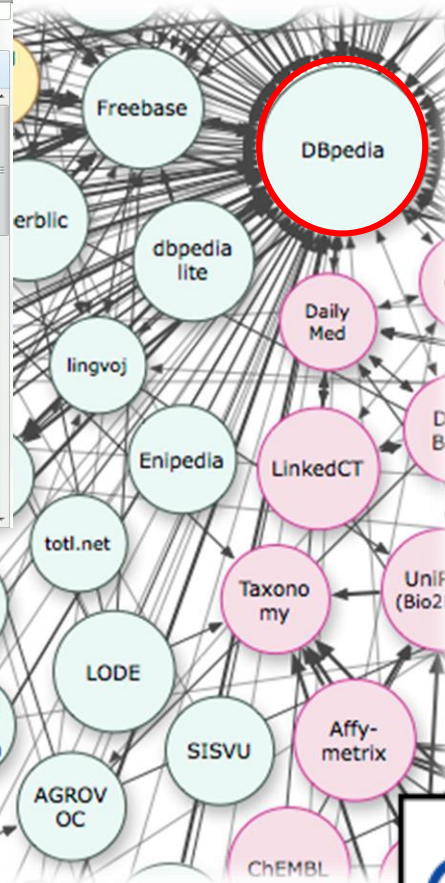 Freebase
DBpedia
erblic
dbpedia
lite
Daily
Med
lingvoj
D
B
Enipedia
LinkedCT
totl.net
Taxono
my
UniP
(Bio2
LODE
Affy-
metrix
SISVU
AGROV
OC
ChEMBL